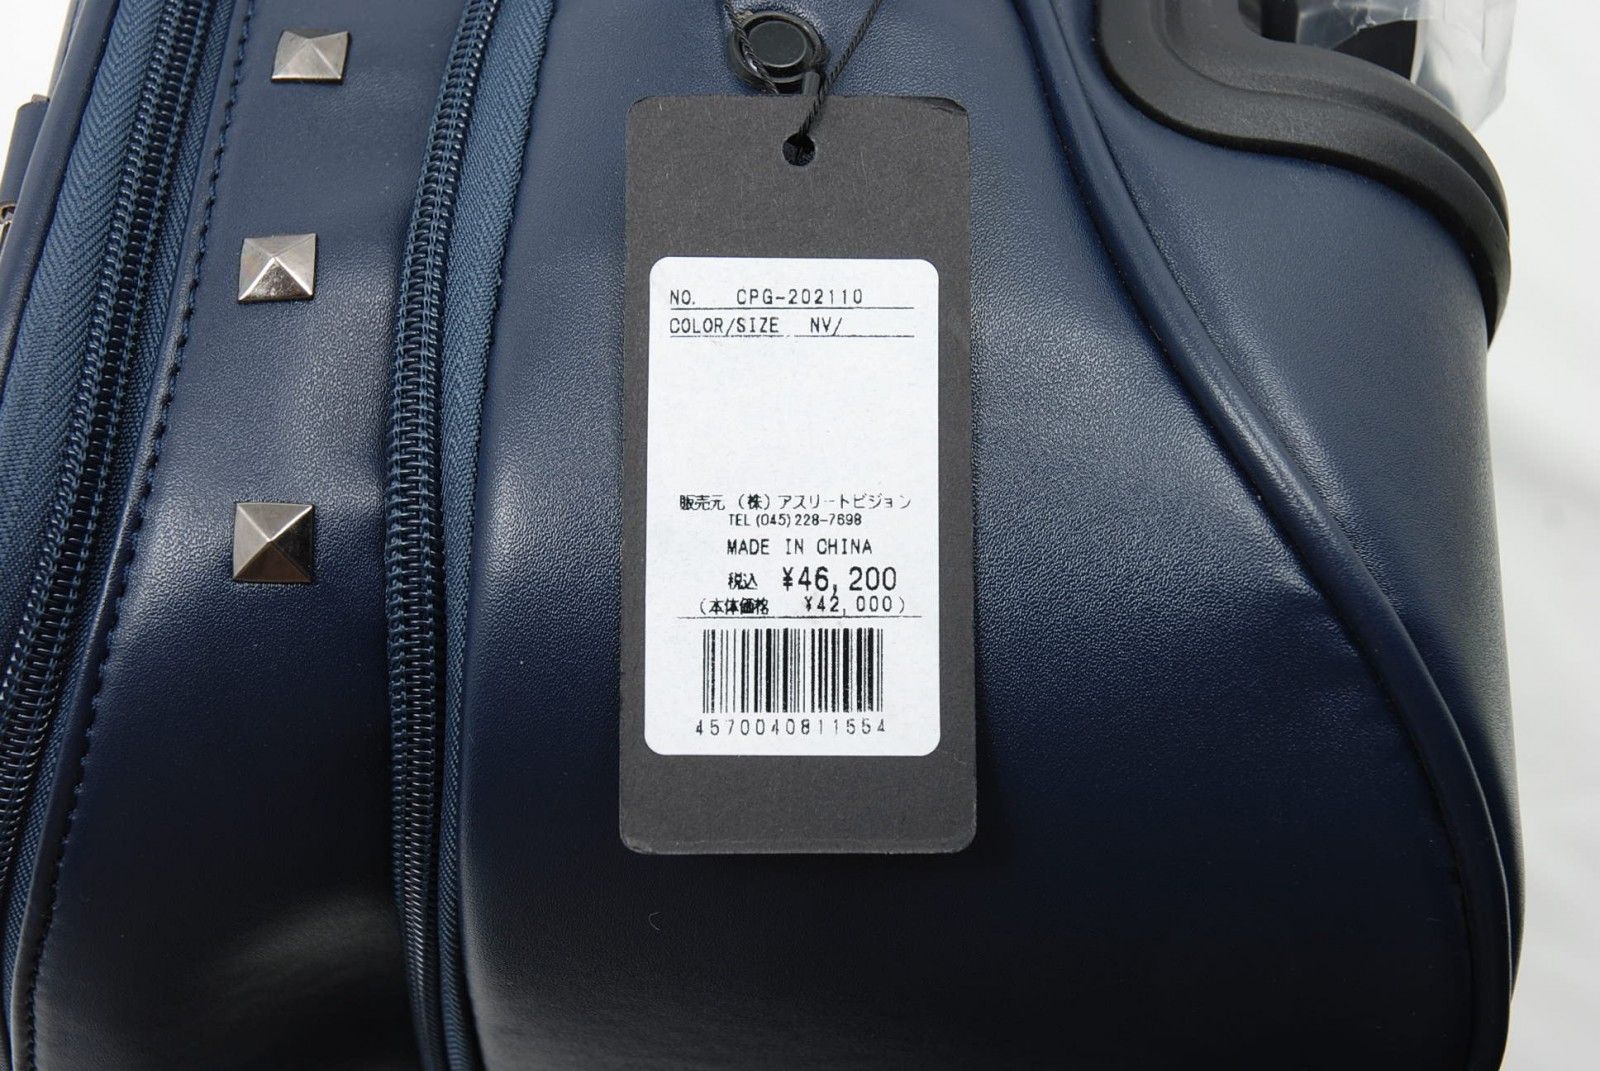 NO. CPG-202110
COLOR/SIZE NV/
販売元 (株)アスリートビジョン
TEL(045)228-7698
MADE IN CHINA
税込 ¥46,200
(本体価格 ¥42,000)
4570040811554